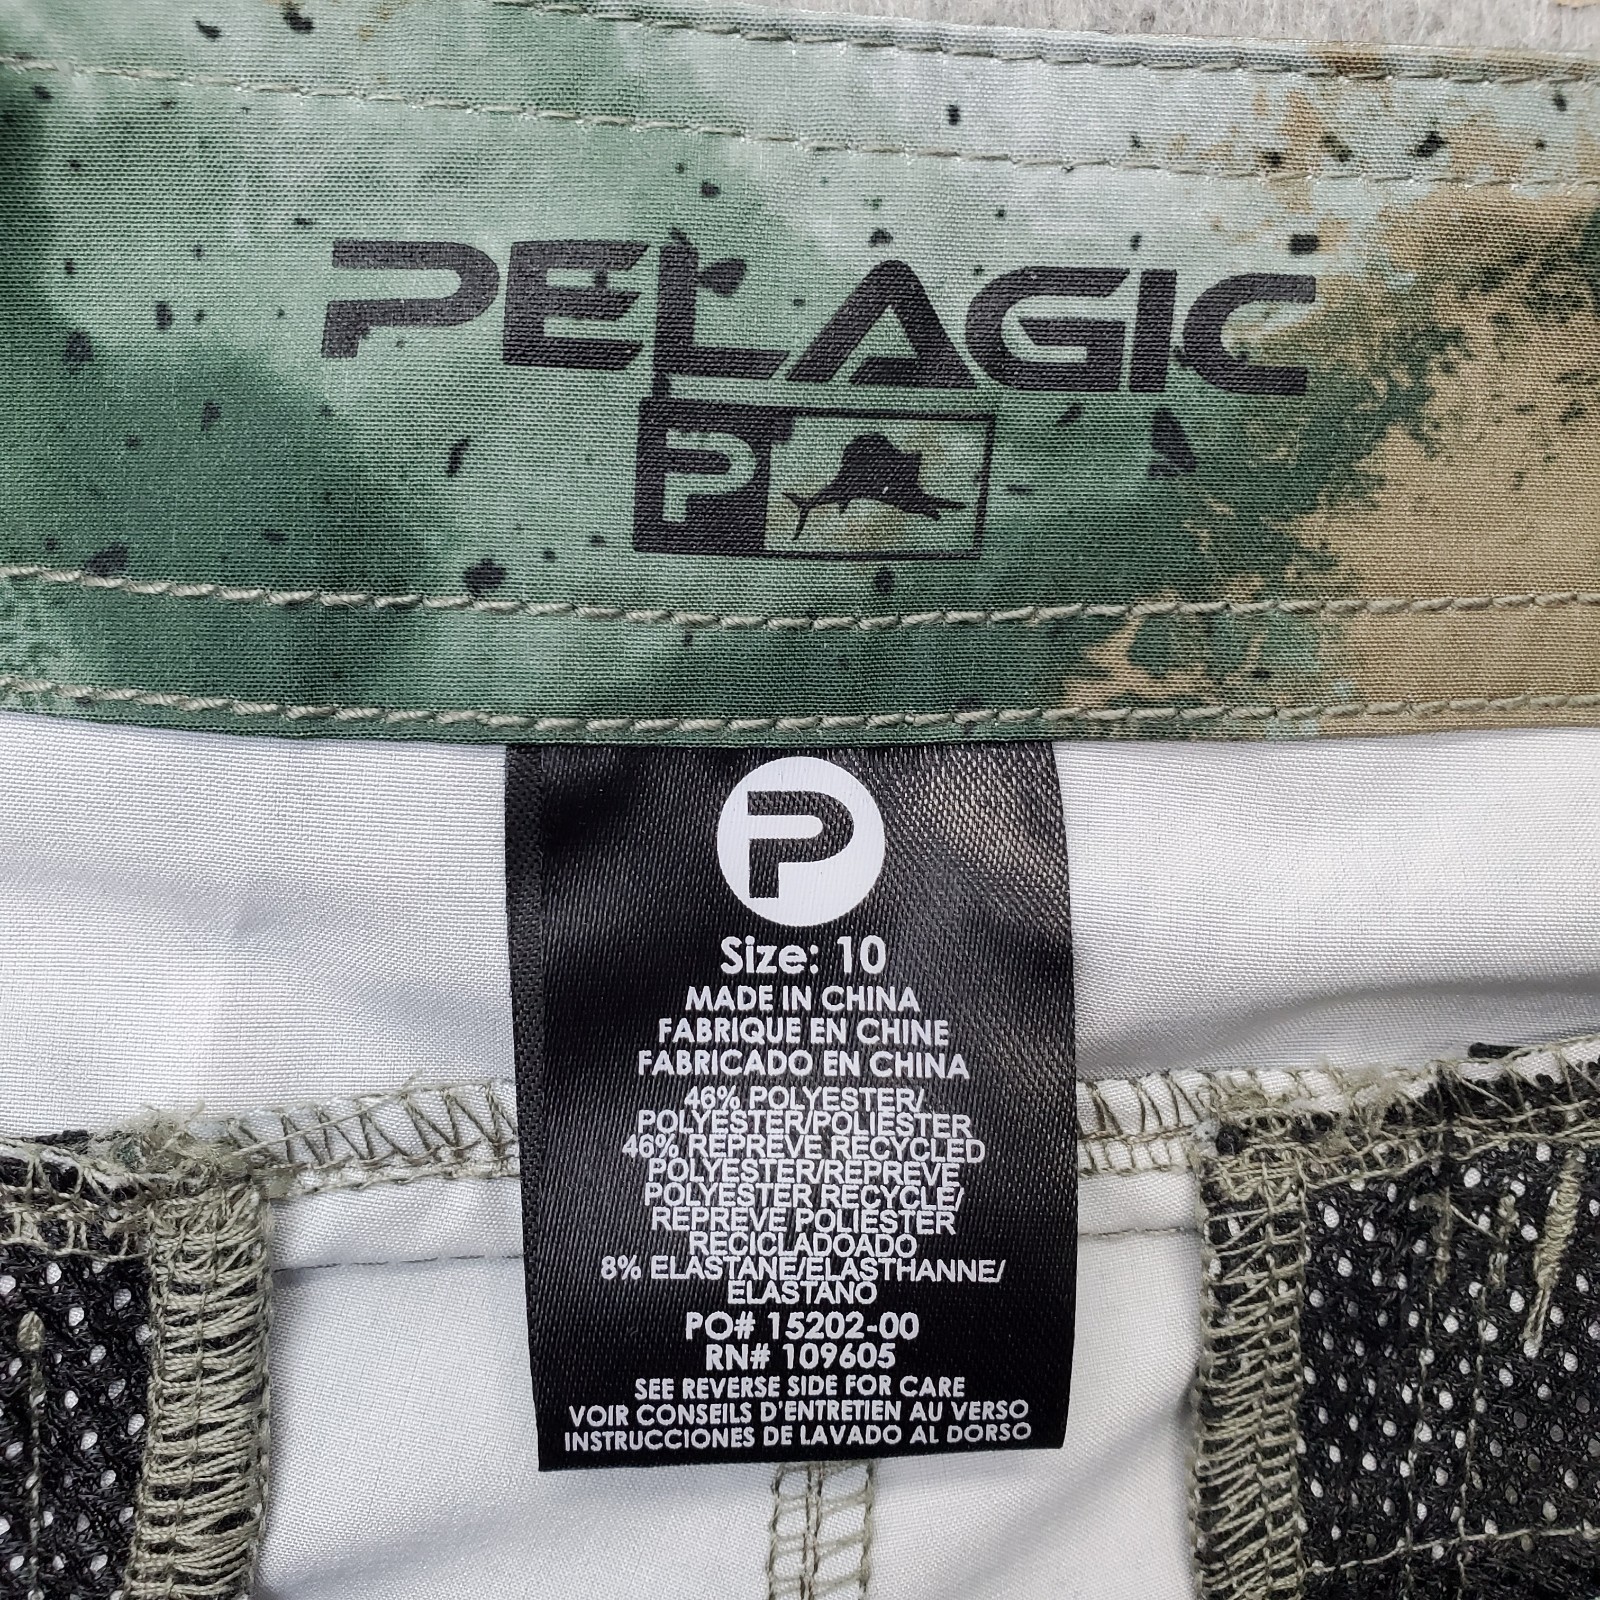 PELAGIC
P
P
Size: 10
MADE IN CHINA
FABRIQUE EN CHINE
FABRICADO EN CHINA
46% POLYESTER/
POLYESTER/POLIESTER
46% REPREVE RECYCLED
POLYESTER/REPREVE
POLYESTER RECYCLE/
REPREVE POLIESTER
RECICLADOADO
8% ELASTANE/ELASTHANNE/
ELASTANO
PO# 15202-00
RN# 109605
SEE REVERSE SIDE FOR CARE
VOIR CONSEILS D'ENTRETIEN AU VERSO
INSTRUCCIONES DE LAVADO AL DORSO